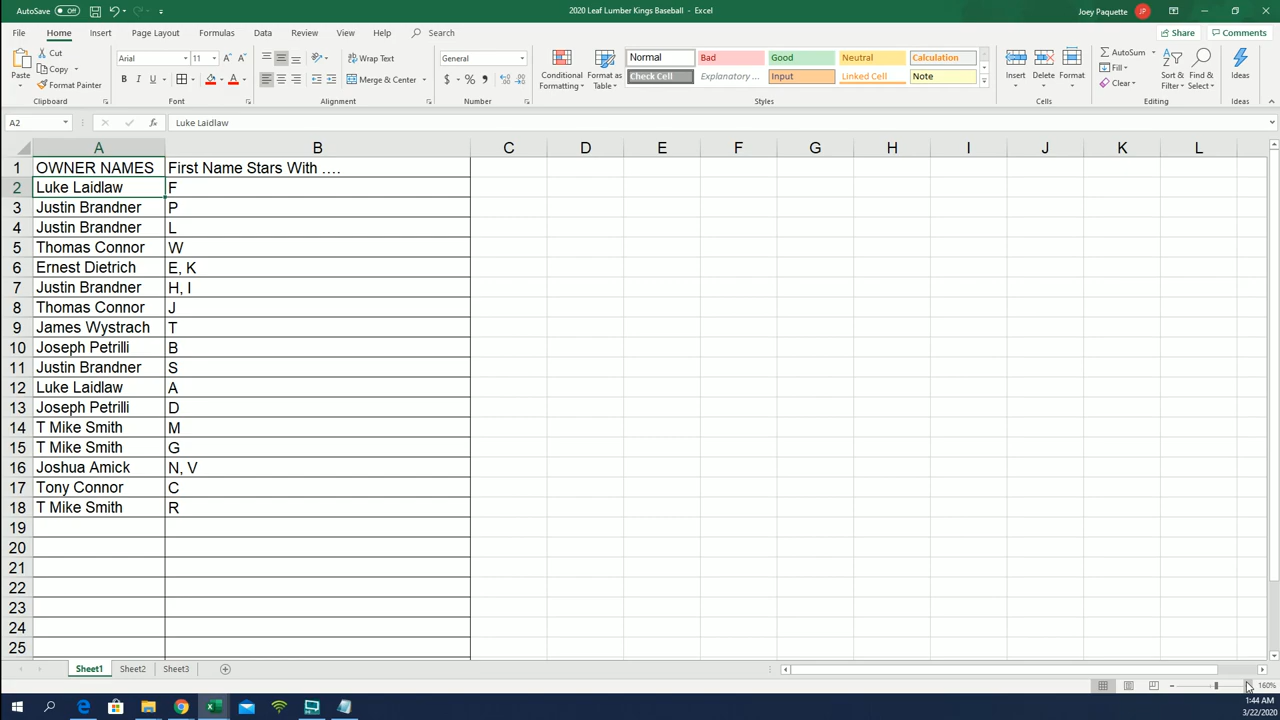 AutoSave Off
2020 Leaf Lumber Kings Baseball - Excel
Joey Paquette JP
File Home Insert Page Layout Formulas Data Review View Help Search Share Comments
Paste Cut Copy Format Painter
Arial 11
B I U
Wrap Text
Merge & Center
General
$ % ,
Conditional Formatting
Format as Table
Normal Bad Good Neutral Calculation
Check Cell Explanatory ... Input Linked Cell Note
Insert Delete Format
AutoSum Fill Clear
Sort & Filter
Find & Select
Ideas
Clipboard Font Alignment Number Styles Cells Editing Ideas
A2 fx Luke Laidlaw
A B C D E F G H I J K L
1 OWNER NAMES First Name Stars With ....
2 Luke Laidlaw F
3 Justin Brandner P
4 Justin Brandner L
5 Thomas Connor W
6 Ernest Dietrich E, K
7 Justin Brandner H, I
8 Thomas Connor J
9 James Wystrach T
10 Joseph Petrilli B
11 Justin Brandner S
12 Luke Laidlaw A
13 Joseph Petrilli D
14 T Mike Smith M
15 T Mike Smith G
16 Joshua Amick N, V
17 Tony Connor C
18 T Mike Smith R
19
20
21
22
23
24
25
Sheet1 Sheet2 Sheet3
160%
1:44 AM
3/22/2020